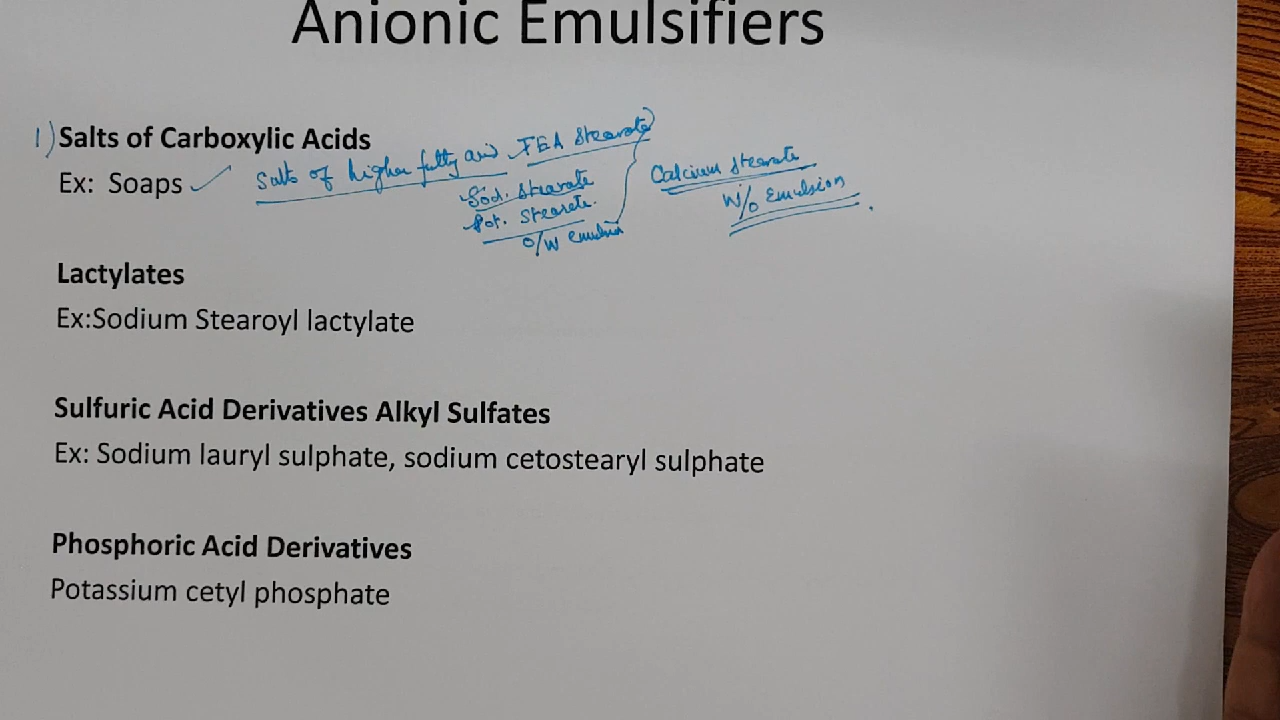 Anionic Emulsifiers
1) Salts of Carboxylic Acids
Ex: Soaps
Salts of higher fatty acid
TEA Stearate
Sod. Stearate
Pot. Stearate.
O/W emulsion
Calcium Stearate
W/O Emulsion
Lactylates
Ex:Sodium Stearoyl lactylate
Sulfuric Acid Derivatives Alkyl Sulfates
Ex: Sodium lauryl sulphate, sodium cetostearyl sulphate
Phosphoric Acid Derivatives
Potassium cetyl phosphate